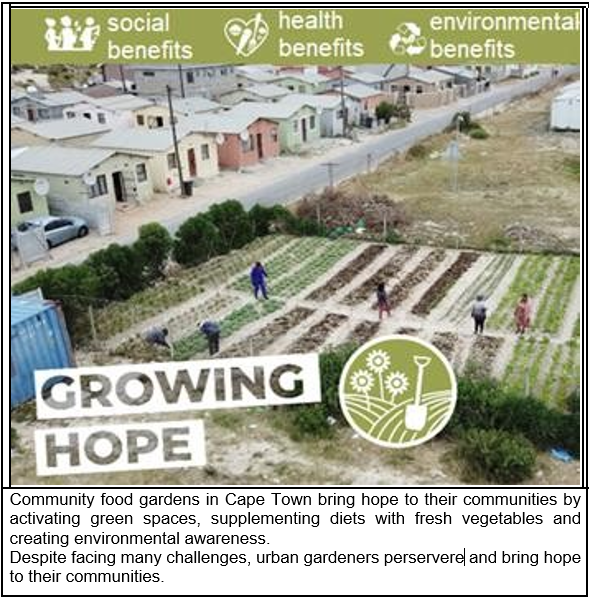 social benefits
health benefits
environmental benefits
GROWING
HOPE
Community food gardens in Cape Town bring hope to their communities by
activating green spaces, supplementing diets with fresh vegetables and
creating environmental awareness.
Despite facing many challenges, urban gardeners perservere and bring hope
to their communities.